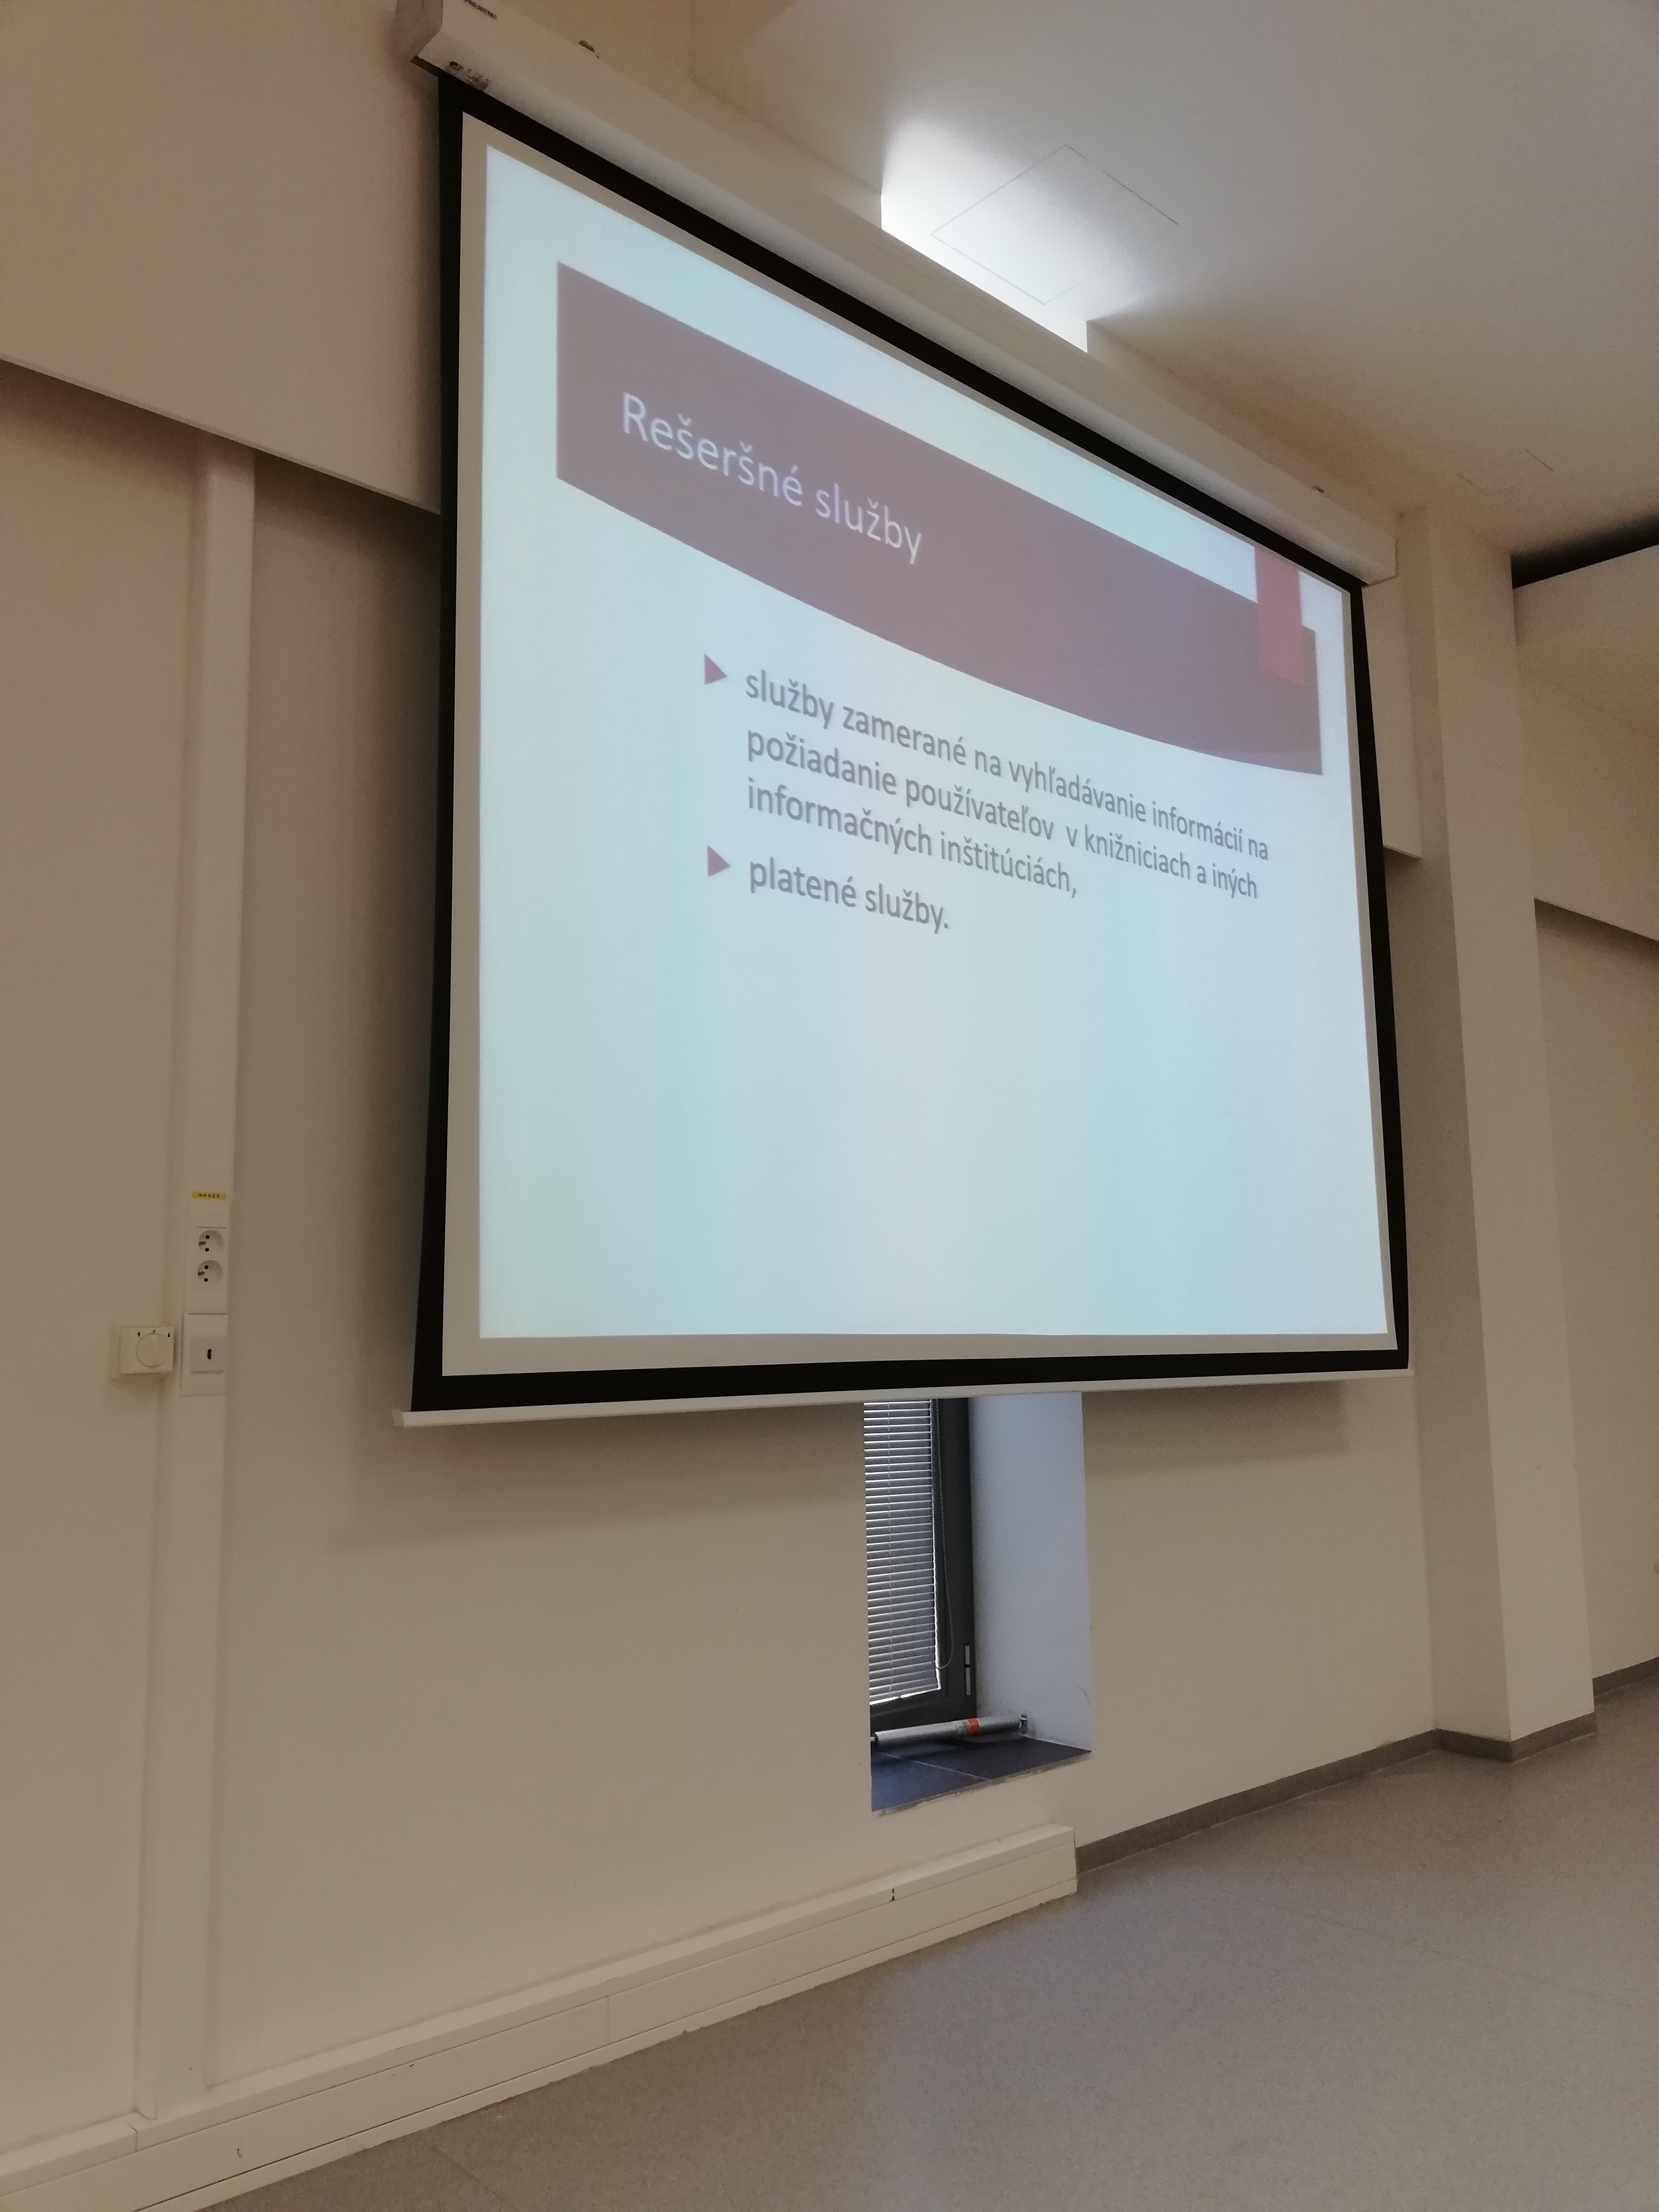 Rešeršné služby
služby zamerané na vyhľadávanie informácií na
požiadanie používateľov v knižniciach a iných
informačných inštitúciách,
platené služby.